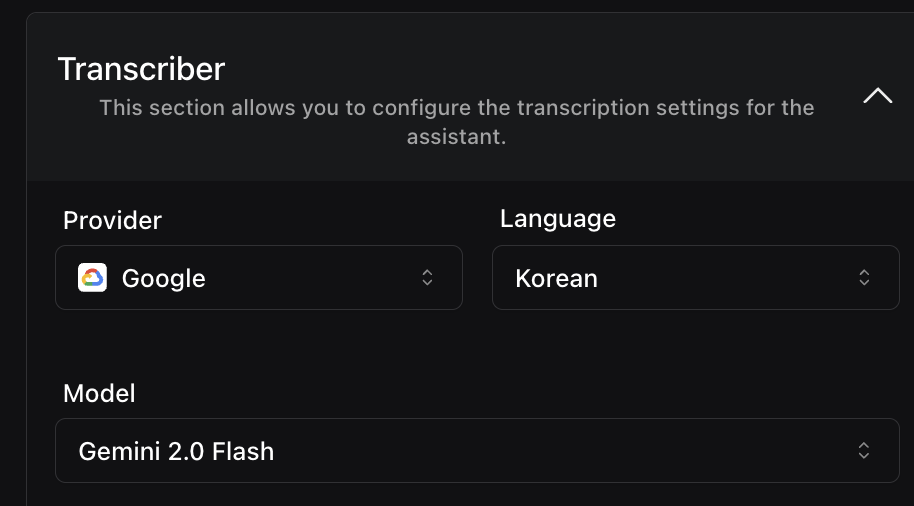 Transcriber
This section allows you to configure the transcription settings for the
assistant.
Provider
Language
Google
Korean
Model
Gemini 2.0 Flash